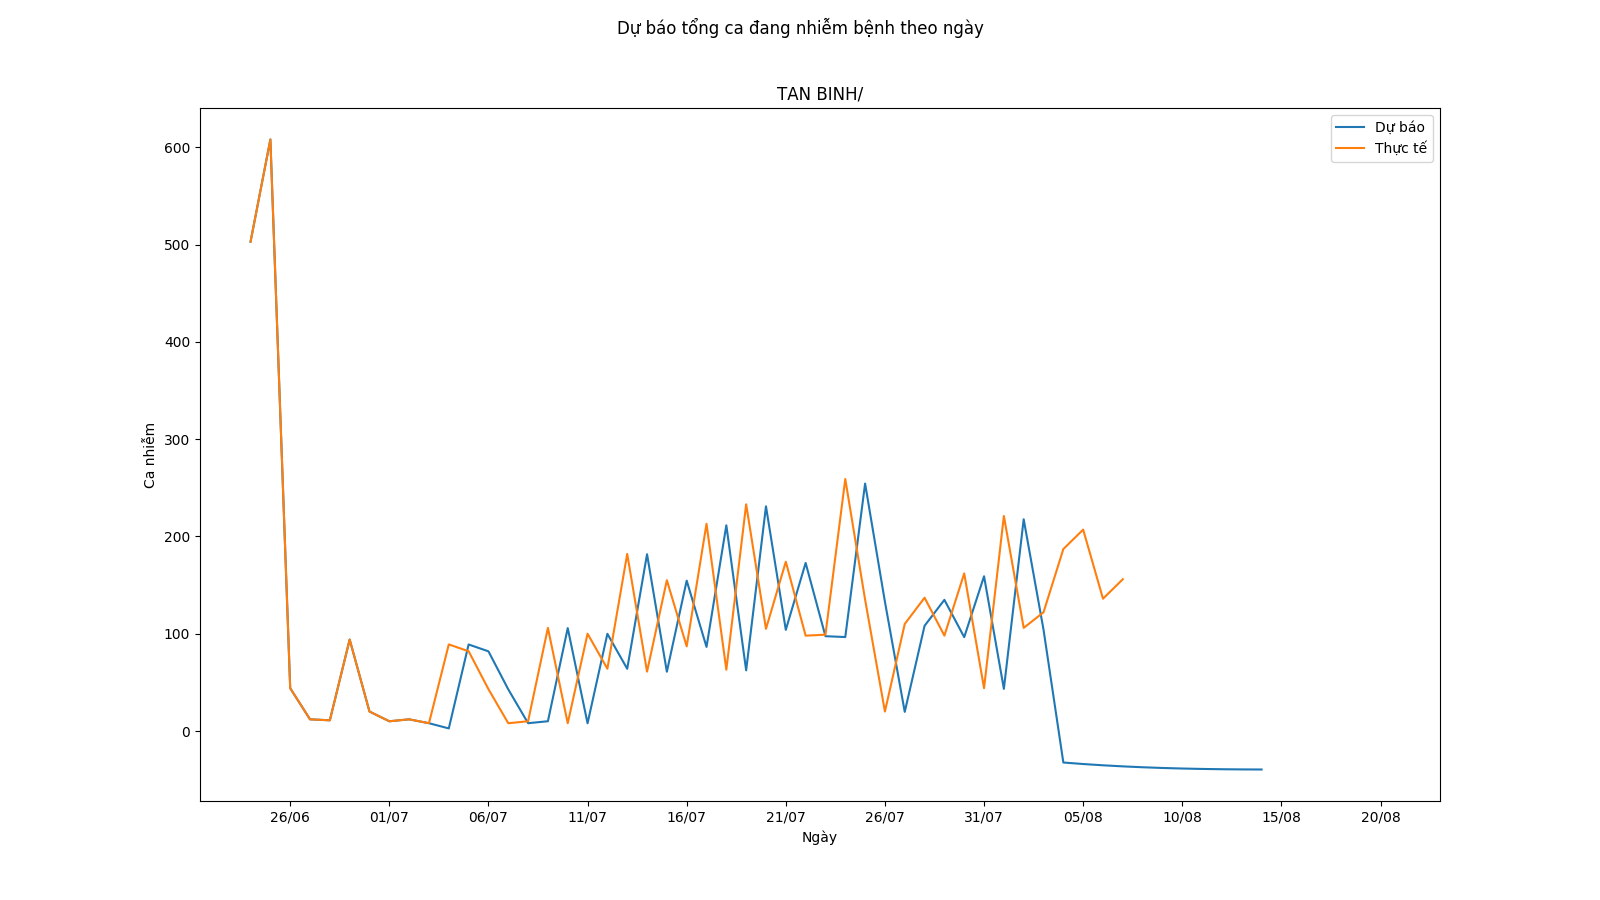 Dự báo tổng ca đang nhiễm bệnh theo ngày
TAN BINH/
Dự báo
Thực tế
600
500
400
300
200
100
0
Ca nhiễm
26/06 01/07 06/07 11/07 16/07 21/07 26/07 31/07 05/08 10/08 15/08 20/08
Ngày